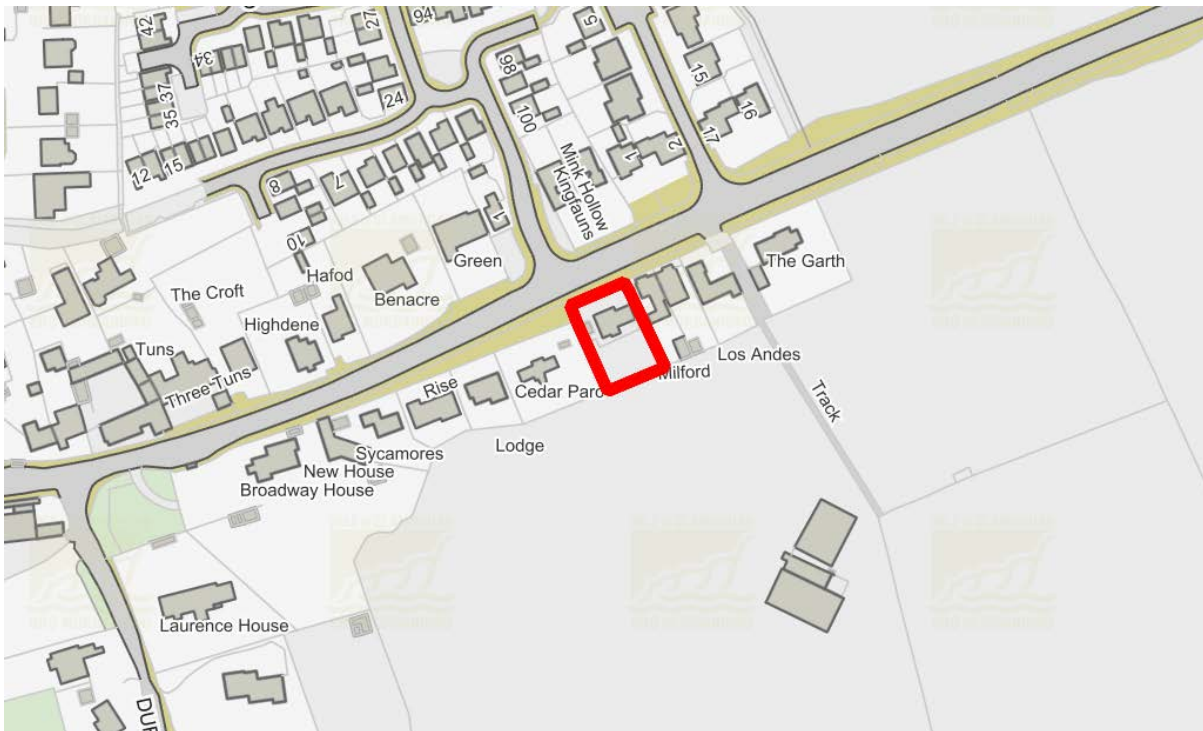 42
34
35-37
27
94
24
12
15
8
7
10
1
98
100
5
15
16
17
1
2
Mink Hollow
Kingfauns
Green
Hafod
Benacre
The Croft
Highdene
Tuns
Three Tuns
The Garth
Los Andes
Milford
Track
Cedar Paro
Rise
Lodge
Sycamores
New House
Broadway House
Laurence House